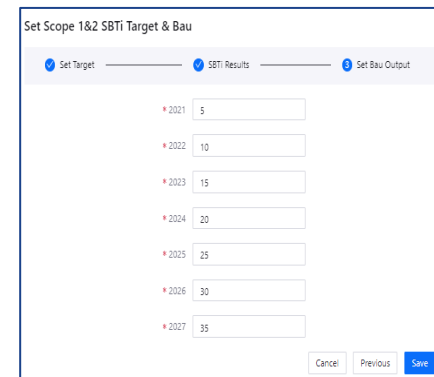 Set Scope 1&2 SBTi Target & Bau
Set Target SBTi Results 3 Set Bau Output
* 2021 5
* 2022 10
* 2023 15
* 2024 20
* 2025 25
* 2026 30
* 2027 35
Cancel Previous Save